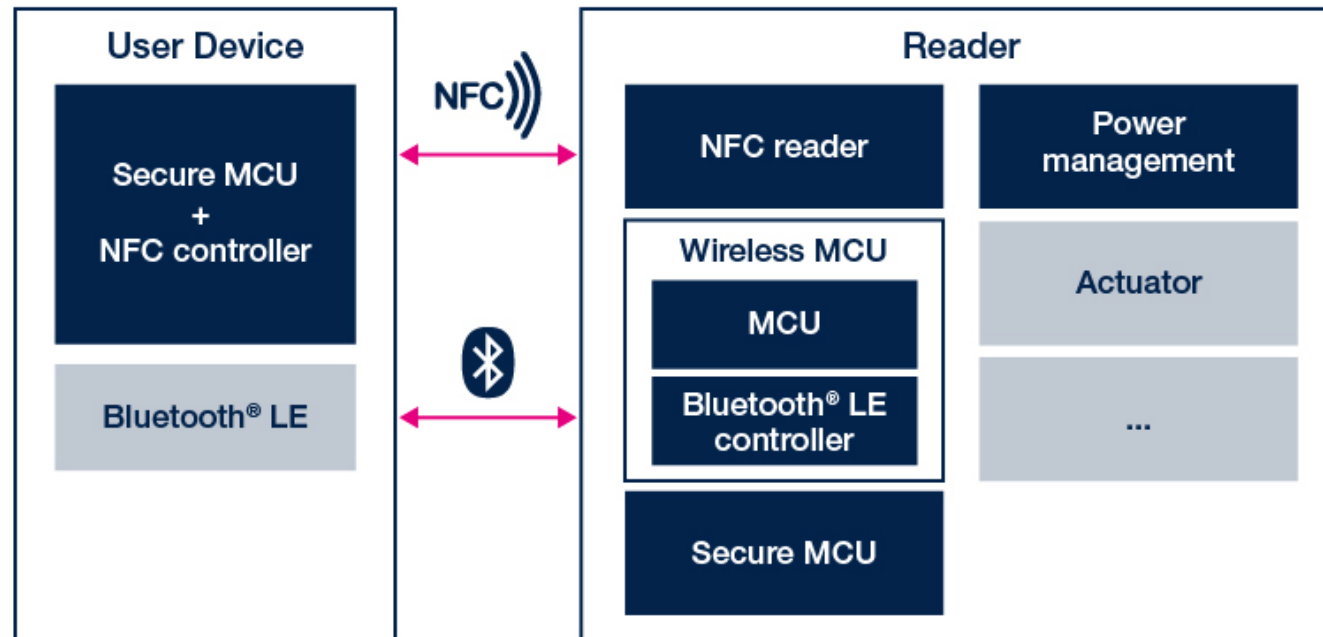 User Device
Secure MCU
+
NFC controller
Bluetooth® LE
NFC
Reader
NFC reader
Wireless MCU
MCU
Bluetooth® LE
controller
Secure MCU
Power
management
Actuator
...